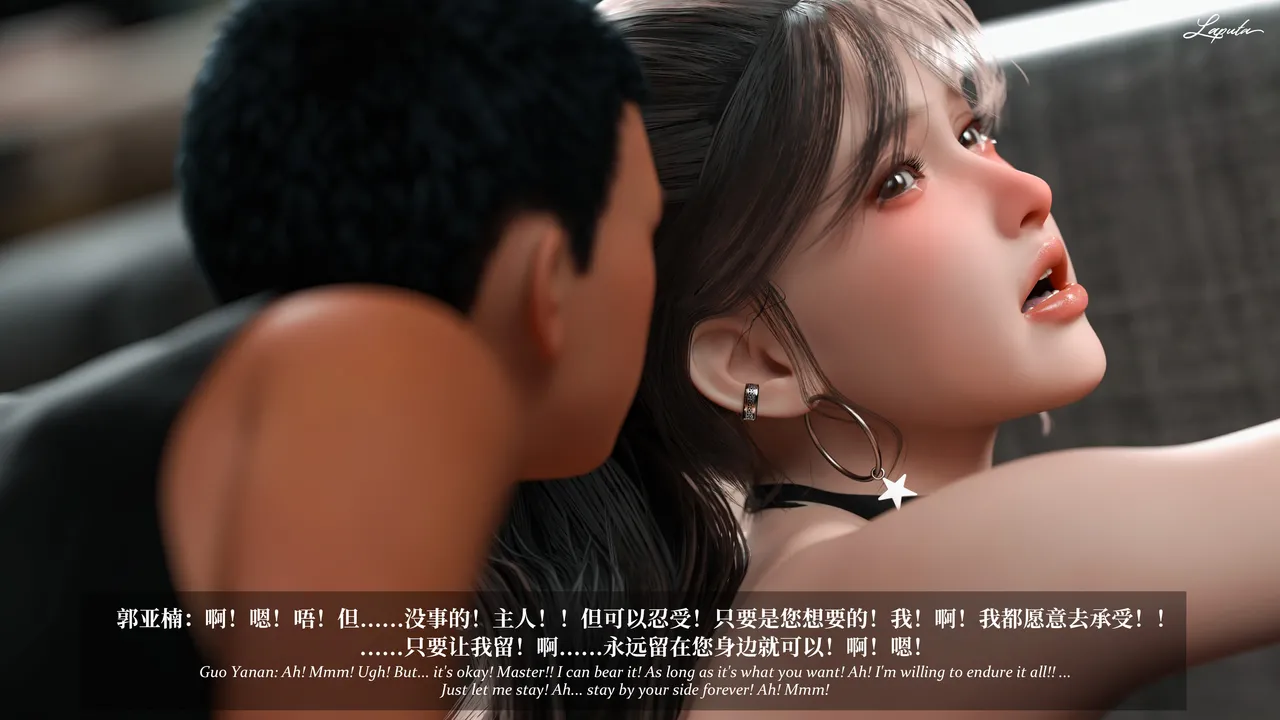 Laputa
郭亚楠：啊！嗯！唔！但……没事的！主人！！但可以忍受！只要是您想要的！我！啊！我都愿意去承受！！
……只要让我留！啊……永远留在您身边就可以！啊！嗯！
Guo Yanan: Ah! Mmm! Ugh! But... it's okay! Master!! I can bear it! As long as it's what you want! Ah! I'm willing to endure it all!! ...
Just let me stay! Ah... stay by your side forever! Ah! Mmm!